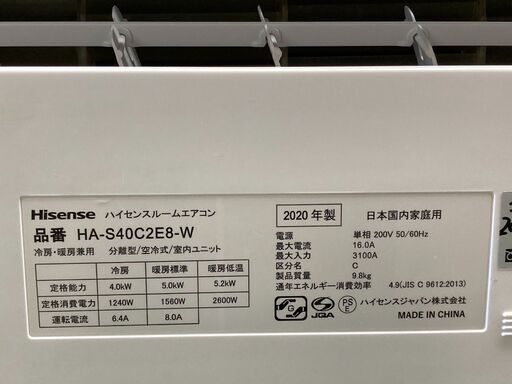 Hisense ハイセンスルームエアコン
品番 HA-S40C2E8-W
冷房・暖房兼用 分離型/空冷式/室内ユニット
冷房 暖房標準 暖房低温
定格能力 4.0kW 5.0kW 5.2kW
定格消費電力 1240W 1560W 2600W
運転電流 6.4A 8.0A
2020 年製 日本国内家庭用
電源 単相 200V 50/60Hz
最大電流 16.0A
最大入力 3100A
区分 C
製品質量 9.8kg
通年エネルギー消費効率 4.9(JIS C 9612:2013)
G JQA PS E ハイセンスジャパン株式会社
MADE IN CHINA